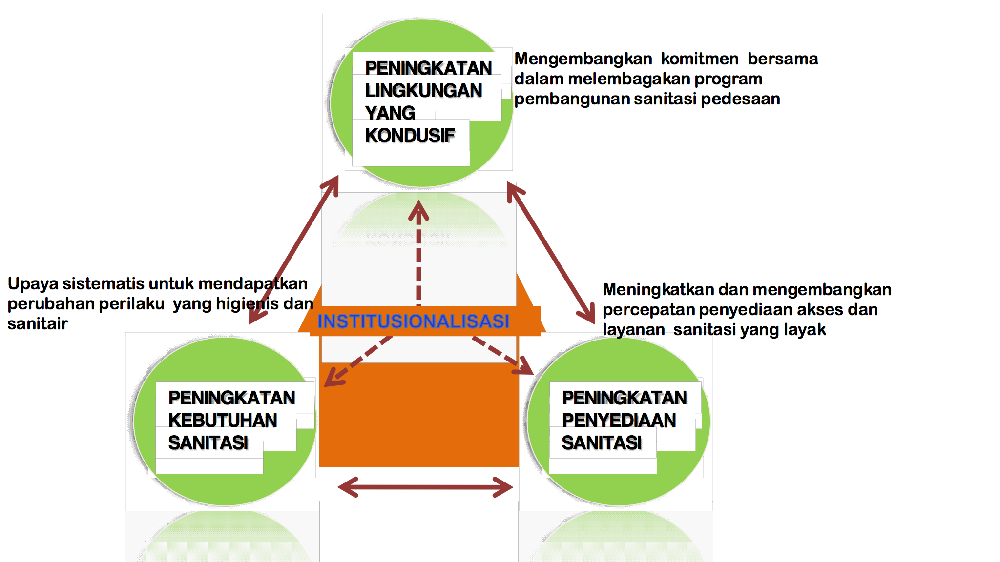 PENINGKATAN
LINGKUNGAN
YANG
KONDUSIF
Mengembangkan komitmen bersama
dalam melembagakan program
pembangunan sanitasi pedesaan
Upaya sistematis untuk mendapatkan
perubahan perilaku yang higienis dan
sanitair
Meningkatkan dan mengembangkan
percepatan penyediaan akses dan
layanan sanitasi yang layak
INSTITUSIONALISASI
PENINGKATAN
KEBUTUHAN
SANITASI
PENINGKATAN
PENYEDIAAN
SANITASI